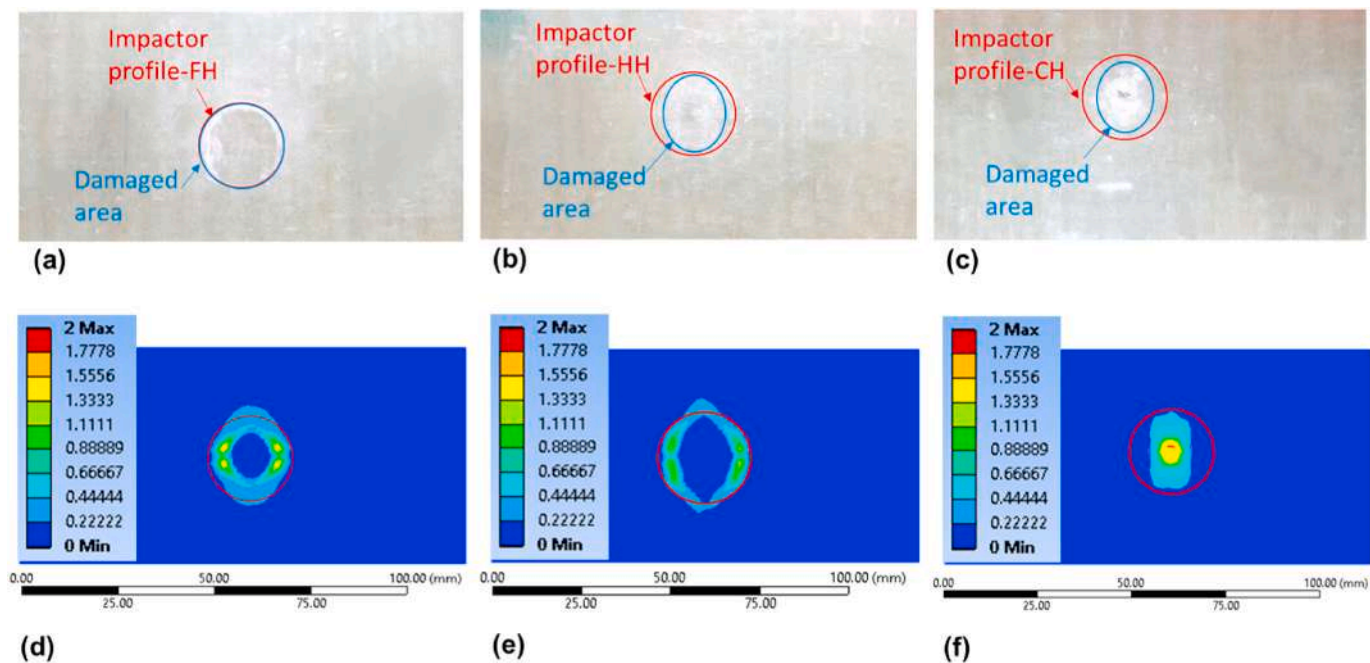 Impactor
profile-FH
Damaged
area
(a)
Impactor
profile-HH
Damaged
area
(b)
Impactor
profile-CH
Damaged
area
(c)
2 Max
1.7778
1.5556
1.3333
1.1111
0.88889
0.66667
0.44444
0.22222
0 Min
0.00 50.00 100.00 (mm)
25.00 75.00
(d)
2 Max
1.7778
1.5556
1.3333
1.1111
0.88889
0.66667
0.44444
0.22222
0 Min
0.00 50.00 100.00 (mm)
25.00 75.00
(e)
2 Max
1.7778
1.5556
1.3333
1.1111
0.88889
0.66667
0.44444
0.22222
0 Min
0.00 50.00 100.00 (mm)
25.00 75.00
(f)